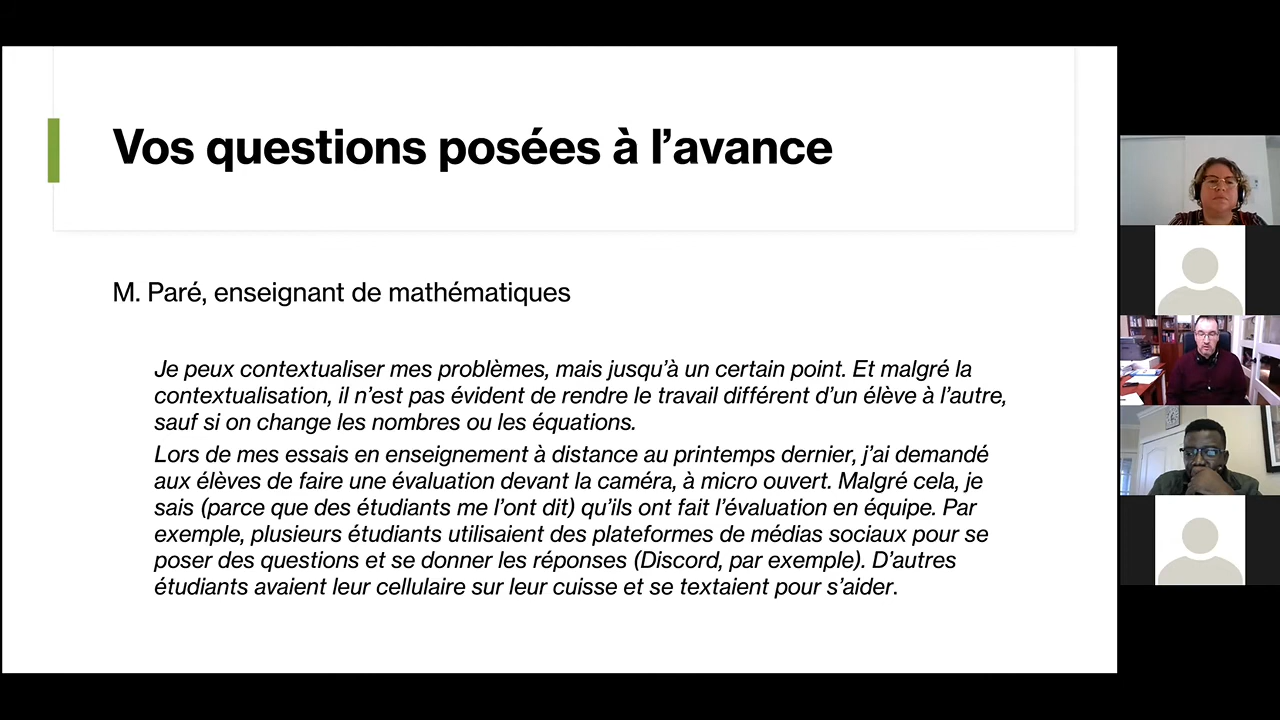 Vos questions posées à l’avance
M. Paré, enseignant de mathématiques
Je peux contextualiser mes problèmes, mais jusqu’à un certain point. Et malgré la
contextualisation, il n’est pas évident de rendre le travail différent d’un élève à l’autre,
sauf si on change les nombres ou les équations.
Lors de mes essais en enseignement à distance au printemps dernier, j’ai demandé
aux élèves de faire une évaluation devant la caméra, à micro ouvert. Malgré cela, je
sais (parce que des étudiants me l’ont dit) qu’ils ont fait l’évaluation en équipe. Par
exemple, plusieurs étudiants utilisaient des plateformes de médias sociaux pour se
poser des questions et se donner les réponses (Discord, par exemple). D’autres
étudiants avaient leur cellulaire sur leur cuisse et se textaient pour s’aider.